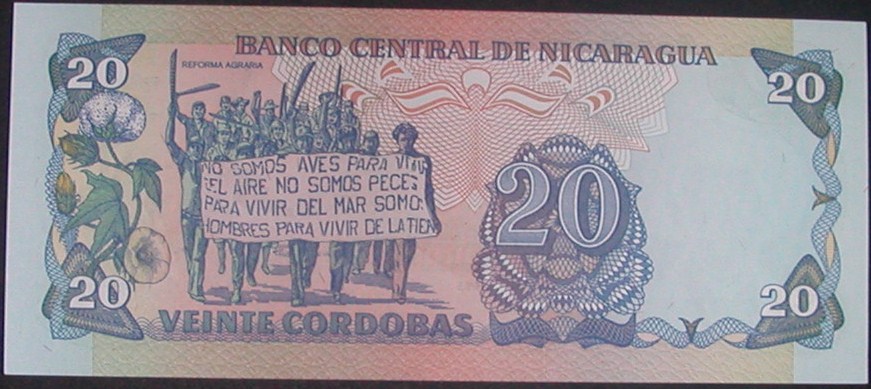 BANCO CENTRAL DE NICARAGUA
20
REFORMA AGRARIA
20
NO SOMOS AVES PARA VIVIR
DEL AIRE NO SOMOS PECES
PARA VIVIR DEL MAR SOMOS
HOMBRES PARA VIVIR DE LA TIER
20
20
20
VEINTE CORDOBAS